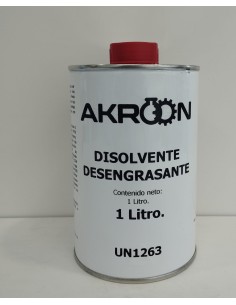 AKROON
DISOLVENTE
DESENGRASANTE
Contenido neto:
1 Litro.
1 Litro.
UN1263